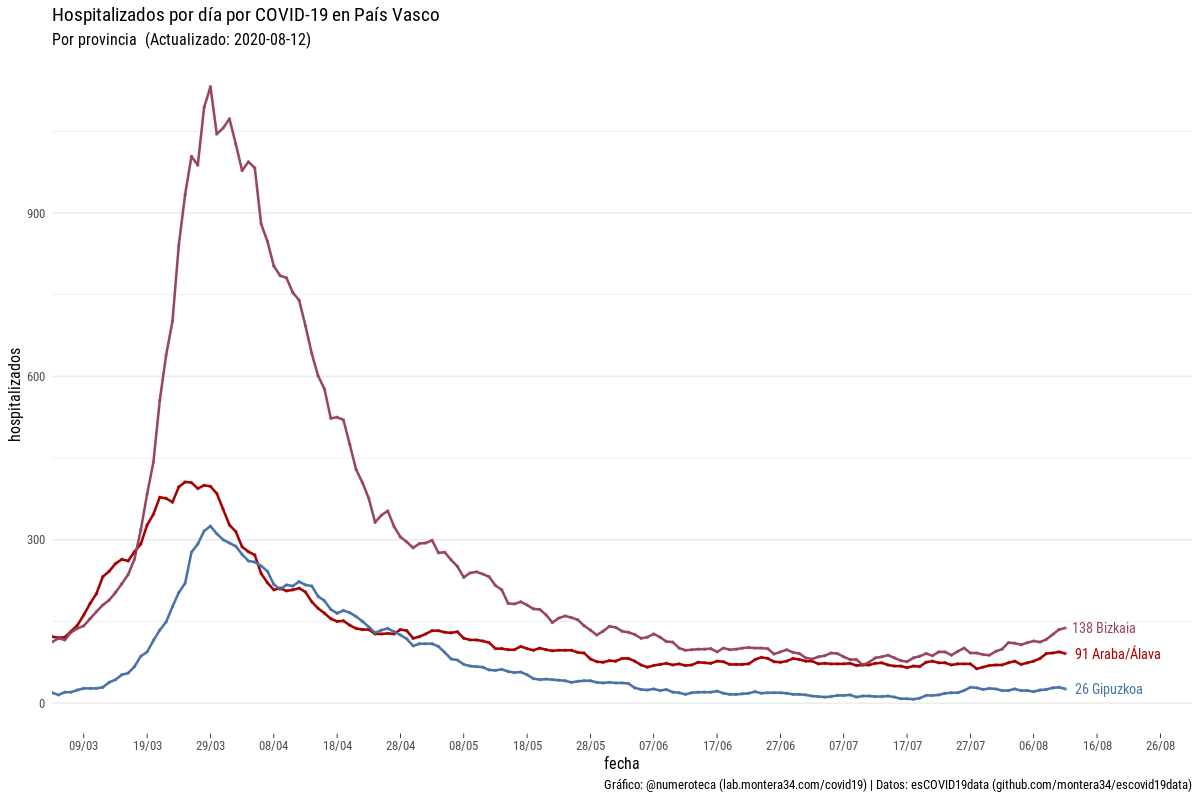 Hospitalizados por día por COVID-19 en País Vasco
Por provincia (Actualizado: 2020-08-12)
hospitalizados
900
600
300
0
138 Bizkaia
91 Araba/Álava
26 Gipuzkoa
09/03 19/03 29/03 08/04 18/04 28/04 08/05 18/05 28/05 07/06 17/06 27/06 07/07 17/07 27/07 06/08 16/08 26/08
fecha
Gráfico: @numeroteca (lab.montera34.com/covid19) | Datos: esCOVID19data (github.com/montera34/escovid19data)